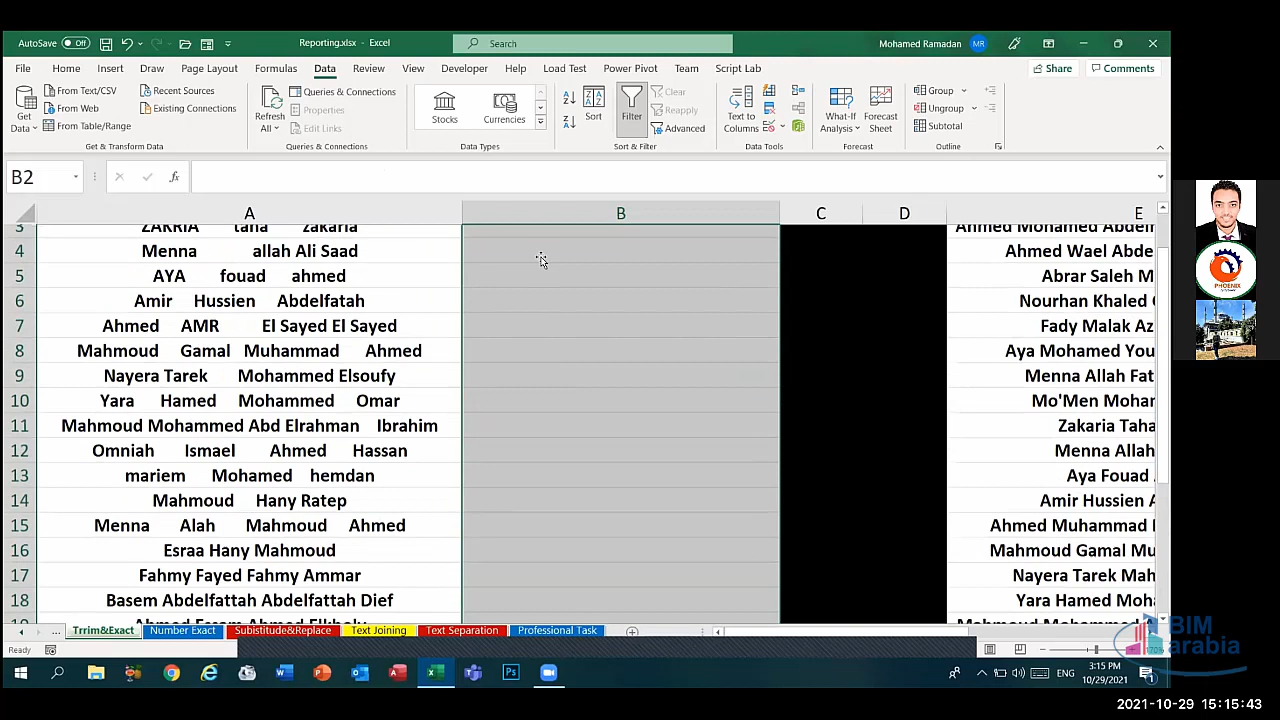 AutoSave Off Reporting.xlsx - Excel Search Mohamed Ramadan MR
File Home Insert Draw Page Layout Formulas Data Review View Developer Help Load Test Power Pivot Team Script Lab Share Comments
Get Data From Text/CSV Recent Sources
From Web Existing Connections
From Table/Range
Get & Transform Data
Refresh All Queries & Connections
Properties
Edit Links
Queries & Connections
Stocks Currencies
Data Types
Sort Filter Clear
Reapply
Advanced
Sort & Filter
Text to Columns
Data Tools
What-If Analysis Forecast Sheet
Forecast
Group
Ungroup
Subtotal
Outline
B2 fx
A B C D E
3 ZAKRIA taha zakaria
4 Menna allah Ali Saad Ahmed Wael Abde
5 AYA fouad ahmed Abrar Saleh M
6 Amir Hussien Abdelfatah Nourhan Khaled
7 Ahmed AMR El Sayed El Sayed Fady Malak Az
8 Mahmoud Gamal Muhammad Ahmed Aya Mohamed You
9 Nayera Tarek Mohammed Elsoufy Menna Allah Fat
10 Yara Hamed Mohammed Omar Mo'Men Mohar
11 Mahmoud Mohammed Abd Elrahman Ibrahim Zakaria Taha
12 Omniah Ismael Ahmed Hassan Menna Allah
13 mariem Mohamed hemdan Aya Fouad
14 Mahmoud Hany Ratep Amir Hussien A
15 Menna Alah Mahmoud Ahmed Ahmed Muhammad
16 Esraa Hany Mahmoud Mahmoud Gamal Mu
17 Fahmy Fayed Fahmy Ammar Nayera Tarek Mah
18 Basem Abdelfattah Abdelfattah Dief Yara Hamed Moha
... Trrim&Exact Number Exact Substitude&Replace Text Joining Text Separation Professional Task
Ready 170%
ENG 3:15 PM
10/29/2021
PHOENIX
BIM
arabia
2021-10-29 15:15:43